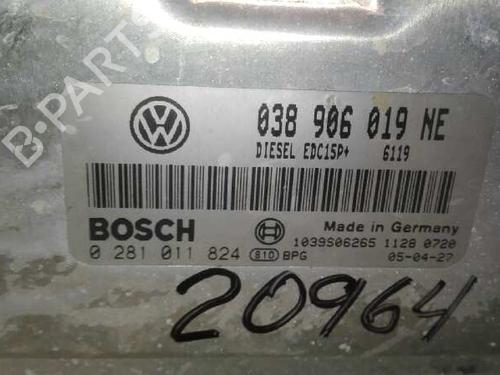 038 906 019 NE
DIESEL EDC15P+ 6119
BOSCH
Made in Germany
1039S06265 1128 0720
0 281 011 824 S10 BPG 05-04-27
20964
B-PARTS